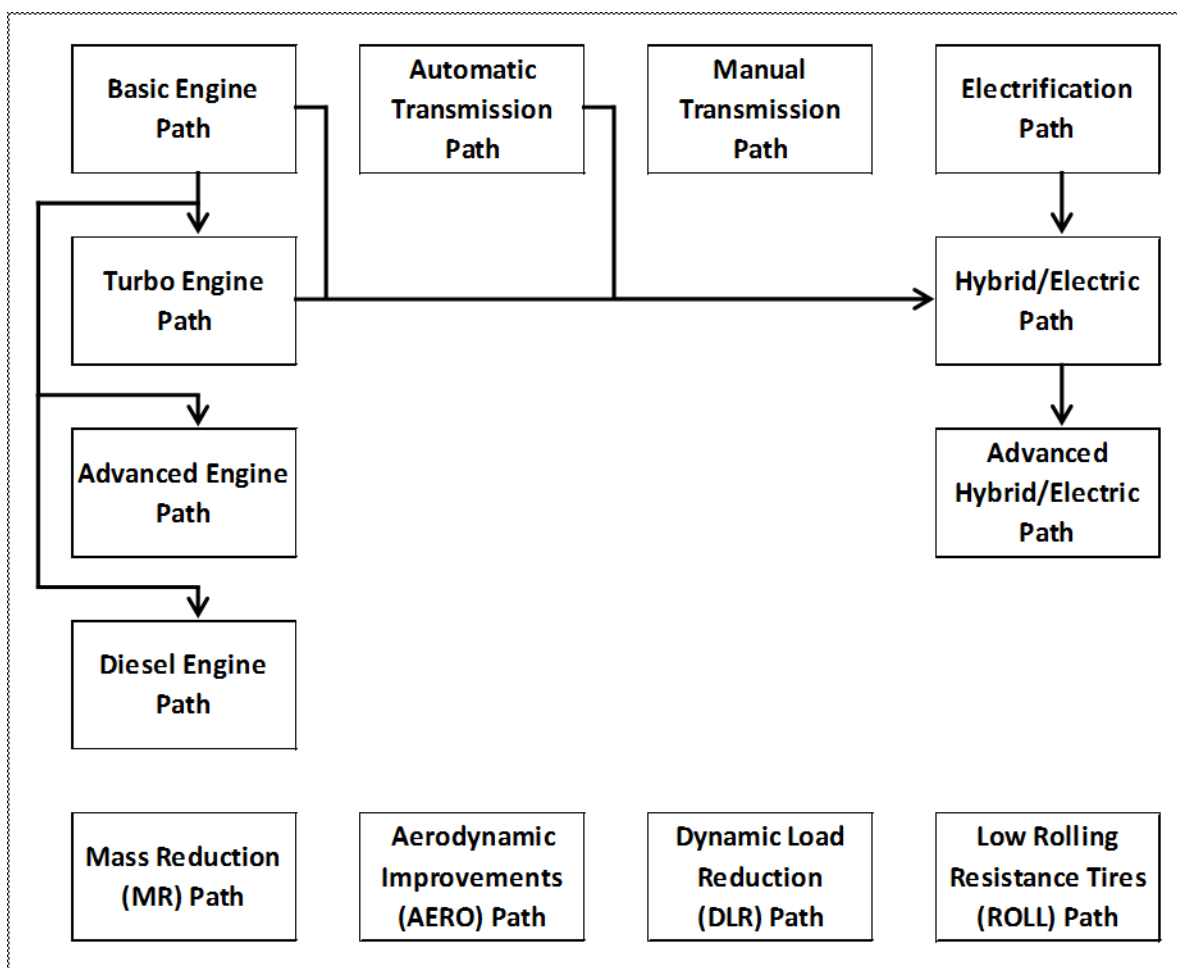 Basic Engine
Path
Automatic
Transmission
Path
Manual
Transmission
Path
Electrification
Path
Turbo Engine
Path
Hybrid/Electric
Path
Advanced Engine
Path
Advanced
Hybrid/Electric
Path
Diesel Engine
Path
Mass Reduction
(MR) Path
Aerodynamic
Improvements
(AERO) Path
Dynamic Load
Reduction
(DLR) Path
Low Rolling
Resistance Tires
(ROLL) Path